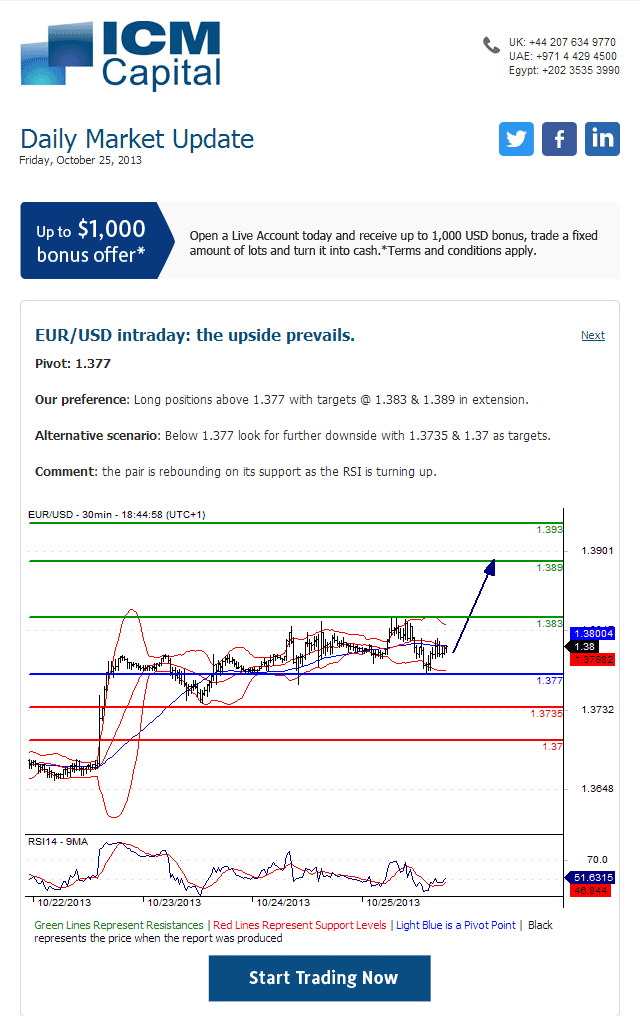 ICM
Capital
UK: +44 207 634 9770
UAE: +971 4 429 4500
Egypt: +202 3535 3990
Daily Market Update
Friday, October 25, 2013
Up to $1,000
bonus offer*
Open a Live Account today and receive up to 1,000 USD bonus, trade a fixed
amount of lots and turn it into cash.*Terms and conditions apply.
EUR/USD intraday: the upside prevails.
Next
Pivot: 1.377
Our preference: Long positions above 1.377 with targets @ 1.383 & 1.389 in extension.
Alternative scenario: Below 1.377 look for further downside with 1.3735 & 1.37 as targets.
Comment: the pair is rebounding on its support as the RSI is turning up.
EUR/USD - 30min - 18:44:58 (UTC+1)
1.393
1.3901
1.389
1.383
1.38004
1.38
1.37962
1.377
1.3732
1.3735
1.37
1.3648
RSI14 - 9MA
70.0
51.6315
46.844
10/22/2013
10/23/2013
10/24/2013
10/25/2013
Green Lines Represent Resistances | Red Lines Represent Support Levels | Light Blue is a Pivot Point | Black
represents the price when the report was produced
Start Trading Now